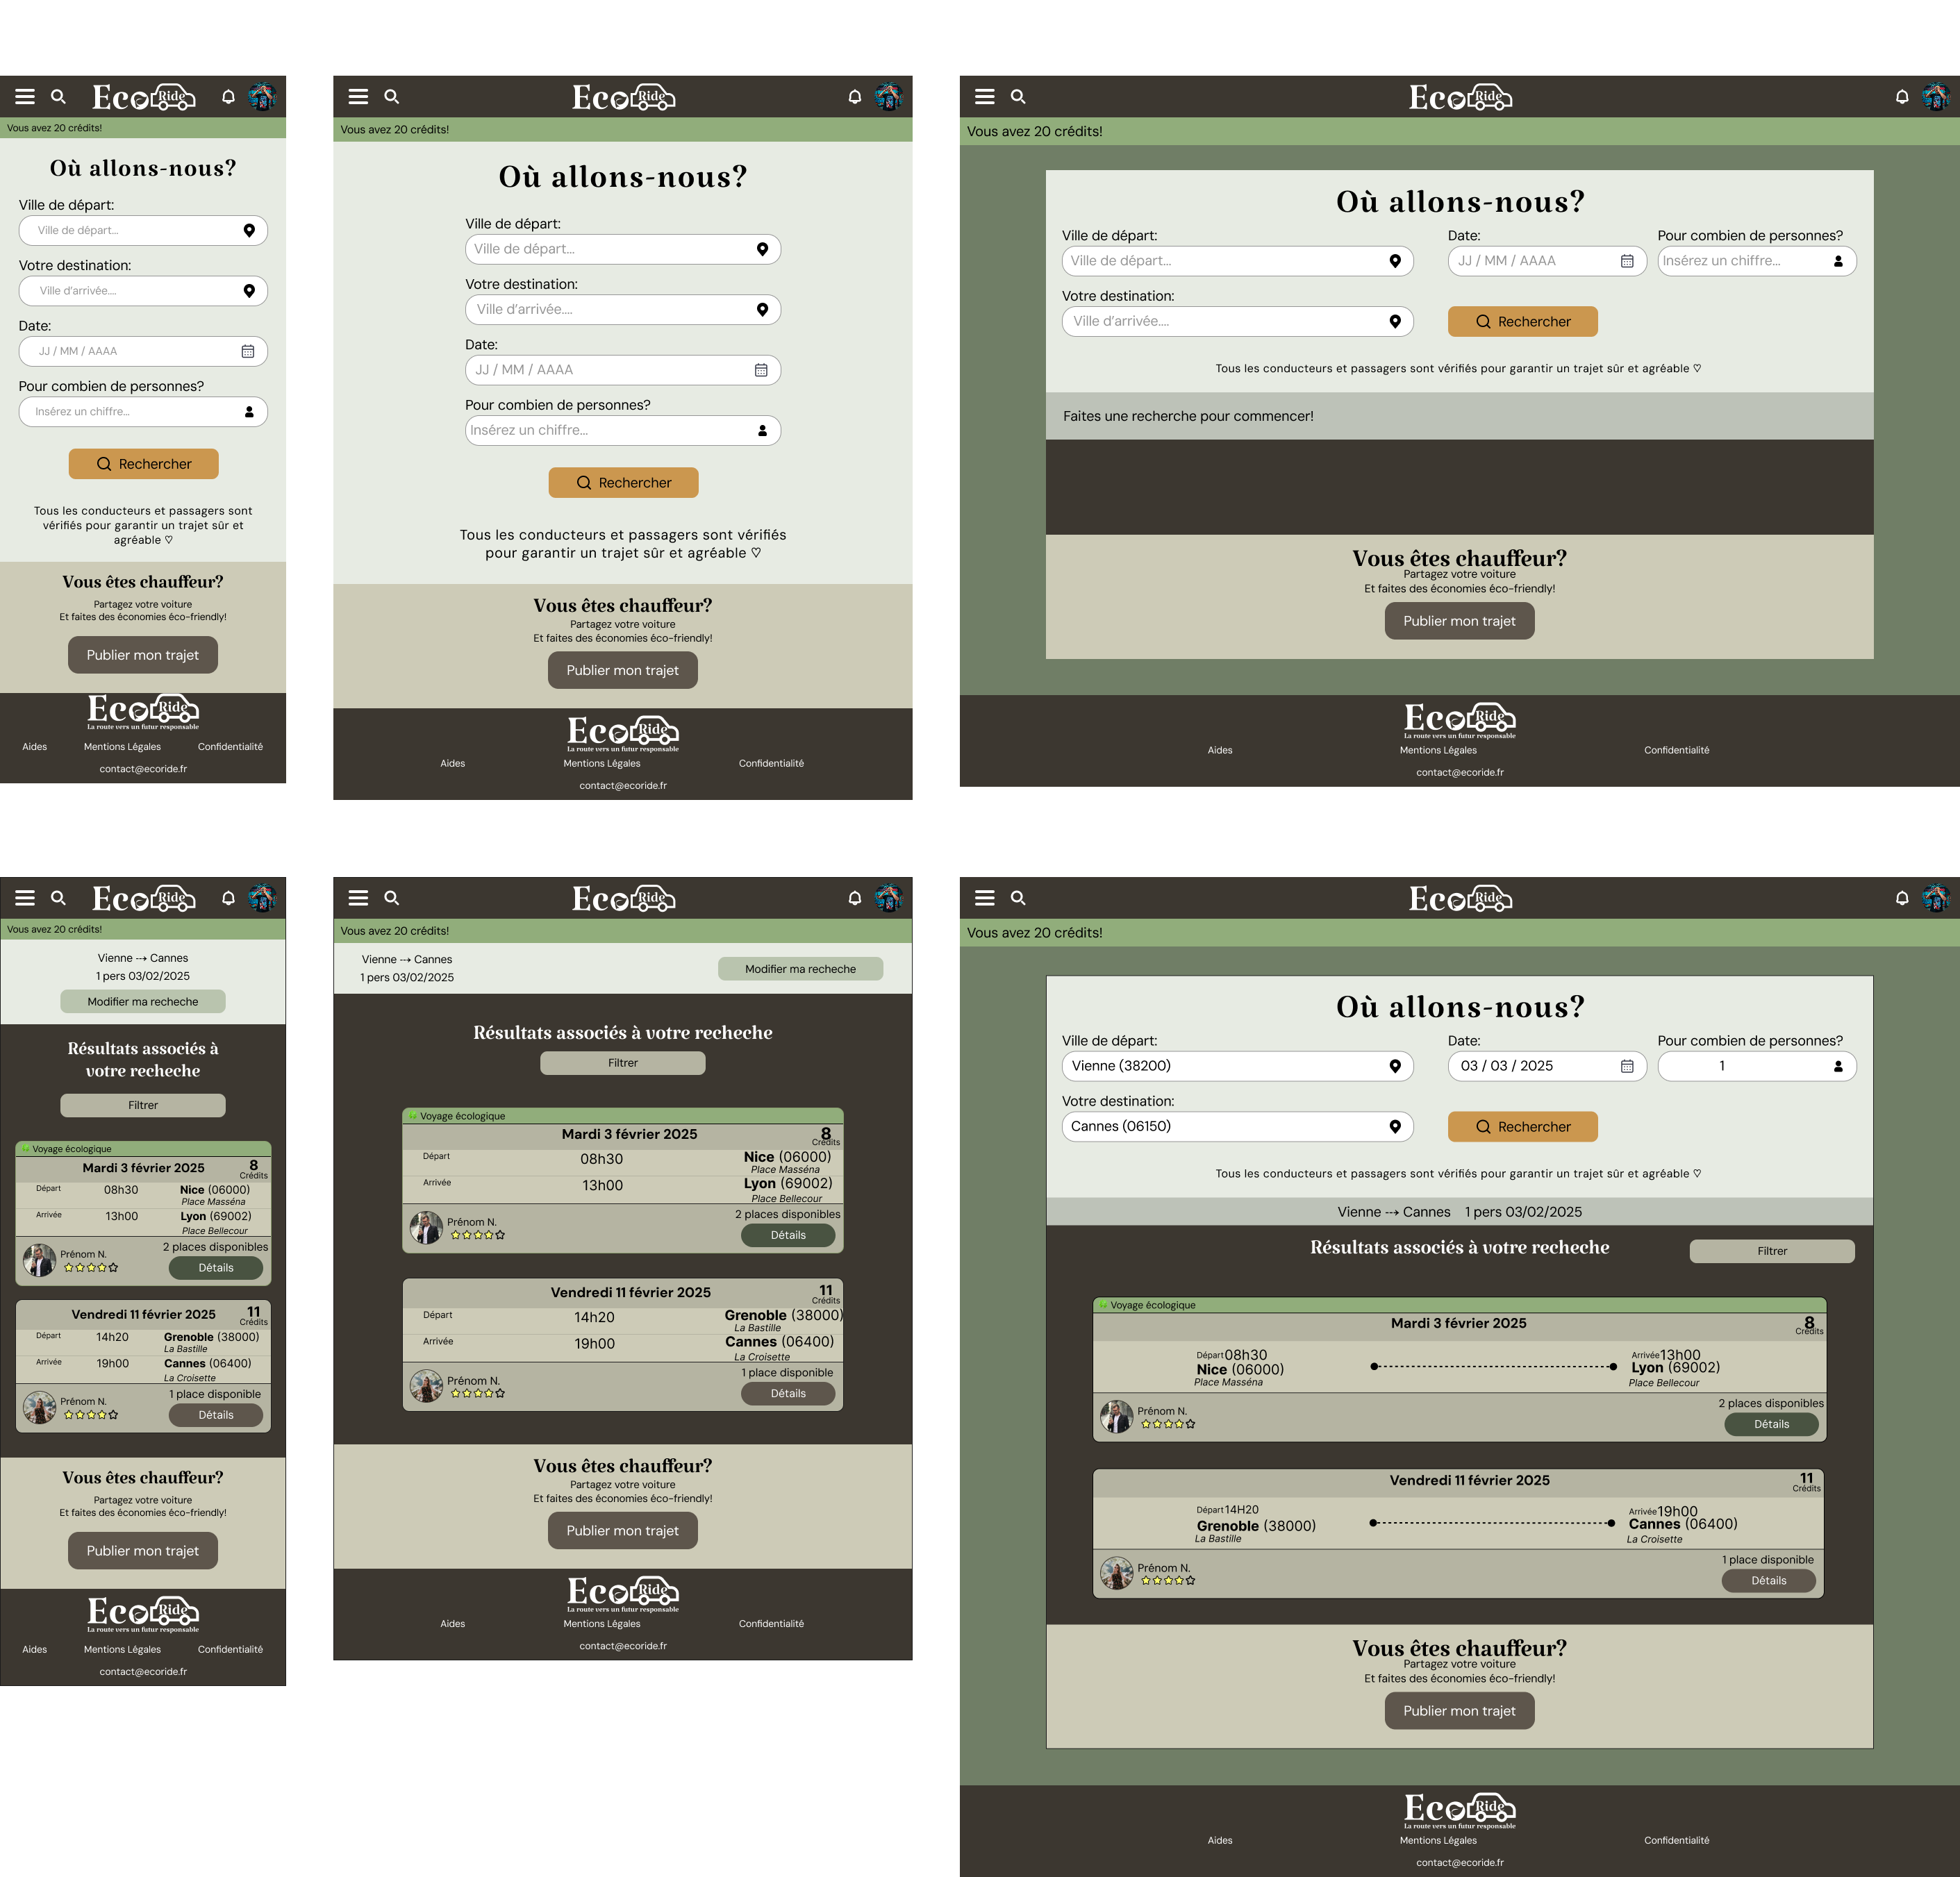 Eco Ride
Vous avez 20 crédits!
Où allons-nous?
Ville de départ:
Ville de départ...
Votre destination:
Ville d'arrivée....
Date:
JJ / MM / AAAA
Pour combien de personnes?
Insérez un chiffre...
Rechercher
Tous les conducteurs et passagers sont
vérifiés pour garantir un trajet sûr et
agréable ♡
Vous êtes chauffeur?
Partagez votre voiture
Et faites des économies éco-friendly!
Publier mon trajet
Eco Ride
La route vers un futur responsable
Aides Mentions Légales Confidentialité
contact@ecoride.fr
Eco Ride
Vous avez 20 crédits!
Où allons-nous?
Ville de départ:
Ville de départ...
Votre destination:
Ville d'arrivée....
Date:
JJ / MM / AAAA
Pour combien de personnes?
Insérez un chiffre...
Rechercher
Tous les conducteurs et passagers sont vérifiés
pour garantir un trajet sûr et agréable ♡
Vous êtes chauffeur?
Partagez votre voiture
Et faites des économies éco-friendly!
Publier mon trajet
Eco Ride
La route vers un futur responsable
Aides Mentions Légales Confidentialité
contact@ecoride.fr
Eco Ride
Vous avez 20 crédits!
Où allons-nous?
Ville de départ: Date: Pour combien de personnes?
Ville de départ... JJ / MM / AAAA Insérez un chiffre...
Votre destination:
Ville d'arrivée.... Rechercher
Tous les conducteurs et passagers sont vérifiés pour garantir un trajet sûr et agréable ♡
Faites une recherche pour commencer!
Vous êtes chauffeur?
Partagez votre voiture
Et faites des économies éco-friendly!
Publier mon trajet
Eco Ride
La route vers un futur responsable
Aides Mentions Légales Confidentialité
contact@ecoride.fr
Eco Ride
Vous avez 20 crédits!
Vienne --> Cannes
1 pers 03/02/2025
Modifier ma recheche
Résultats associés à
votre recheche
Filtrer
Voyage écologique
Mardi 3 février 2025 8
Crédits
Départ 08h30 Nice (06000)
Place Masséna
Arrivée 13h00 Lyon (69002)
Place Bellecour
2 places disponibles
Prénom N.
Détails
Vendredi 11 février 2025 11
Crédits
Départ 14h20 Grenoble (38000)
La Bastille
Arrivée 19h00 Cannes (06400)
La Croisette
1 place disponible
Prénom N.
Détails
Vous êtes chauffeur?
Partagez votre voiture
Et faites des économies éco-friendly!
Publier mon trajet
Eco Ride
La route vers un futur responsable
Aides Mentions Légales Confidentialité
contact@ecoride.fr
Eco Ride
Vous avez 20 crédits!
Vienne --> Cannes
1 pers 03/02/2025
Modifier ma recheche
Résultats associés à votre recheche
Filtrer
Voyage écologique
Mardi 3 février 2025 8
Crédits
Départ 08h30 Nice (06000)
Place Masséna
Arrivée 13h00 Lyon (69002)
Place Bellecour
2 places disponibles
Prénom N.
Détails
Vendredi 11 février 2025 11
Crédits
Départ 14h20 Grenoble (38000)
La Bastille
Arrivée 19h00 Cannes (06400)
La Croisette
1 place disponible
Prénom N.
Détails
Vous êtes chauffeur?
Partagez votre voiture
Et faites des économies éco-friendly!
Publier mon trajet
Eco Ride
La route vers un futur responsable
Aides Mentions Légales Confidentialité
contact@ecoride.fr
Eco Ride
Vous avez 20 crédits!
Où allons-nous?
Ville de départ: Date: Pour combien de personnes?
Vienne (38200) 03 / 03 / 2025 1
Votre destination:
Cannes (06150) Rechercher
Tous les conducteurs et passagers sont vérifiés pour garantir un trajet sûr et agréable ♡
Vienne --> Cannes 1 pers 03/02/2025
Résultats associés à votre recheche Filtrer
Voyage écologique
Mardi 3 février 2025 8
Crédits
Départ 08h30 Arrivée 13h00
Nice (06000) Lyon (69002)
Place Masséna Place Bellecour
2 places disponibles
Prénom N.
Détails
Vendredi 11 février 2025 11
Crédits
Départ 14H20 Arrivée 19h00
Grenoble (38000) Cannes (06400)
La Bastille La Croisette
1 place disponible
Prénom N.
Détails
Vous êtes chauffeur?
Partagez votre voiture
Et faites des économies éco-friendly!
Publier mon trajet
Eco Ride
La route vers un futur responsable
Aides Mentions Légales Confidentialité
contact@ecoride.fr